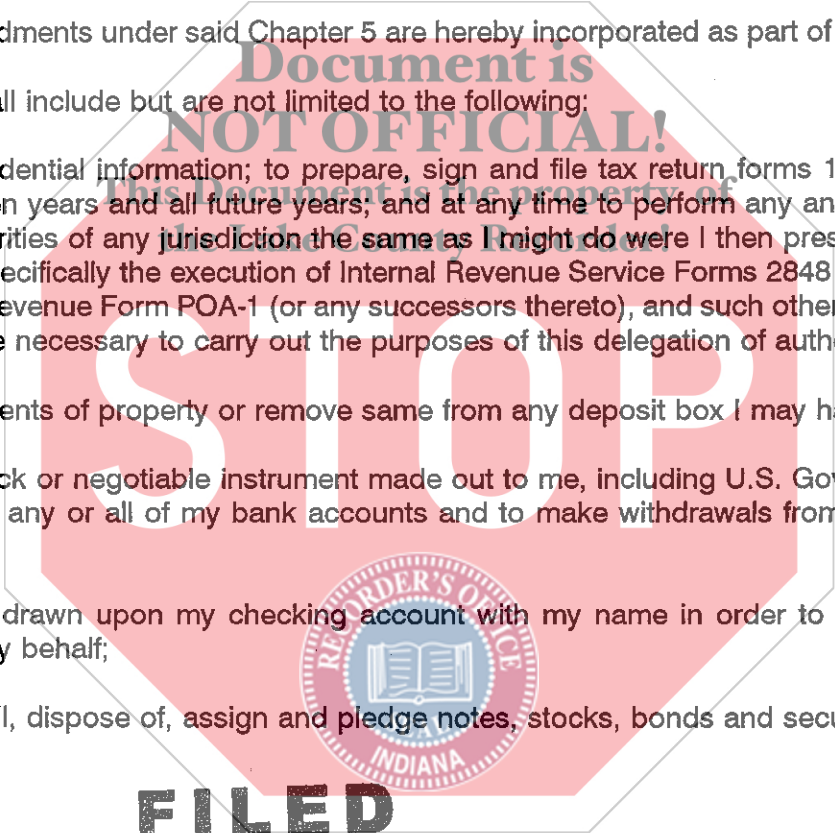 dments under said Chapter 5 are hereby incorporated as part of
Document is
ll include but are not limited to the following:
NOT OFFICIAL!
dential information; to prepare, sign and file tax return forms 1
This Document is the property of
n years and all future years; and at any time to perform any an
the Lake County Recorder!
rities of any jurisdiction the same as I might do were I then pres
ecifically the execution of Internal Revenue Service Forms 2848
evenue Form POA-1 (or any successors thereto), and such other
e necessary to carry out the purposes of this delegation of autho
STOP
ents of property or remove same from any deposit box I may ha
ck or negotiable instrument made out to me, including U.S. Gov
any or all of my bank accounts and to make withdrawals from
drawn upon my checking account with my name in order to
y behalf;
RECORDER'S OFFICE
l, dispose of, assign and pledge notes, stocks, bonds and secu
SEAL
INDIANA
FILED